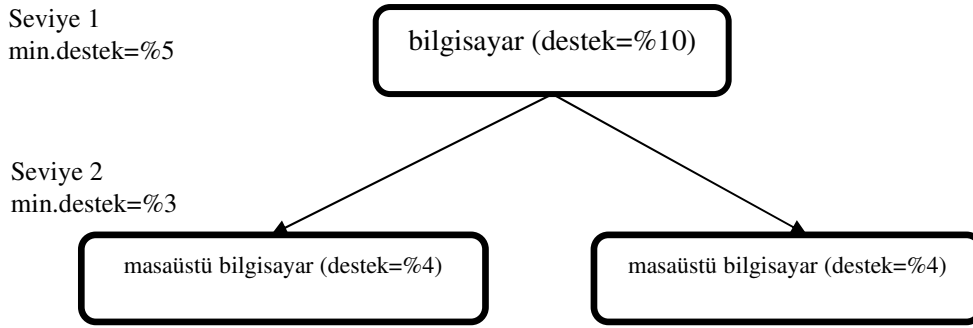 Seviye 1
min.destek=%5
bilgisayar (destek=%10)
Seviye 2
min.destek=%3
masaüstü bilgisayar (destek=%4)
masaüstü bilgisayar (destek=%4)